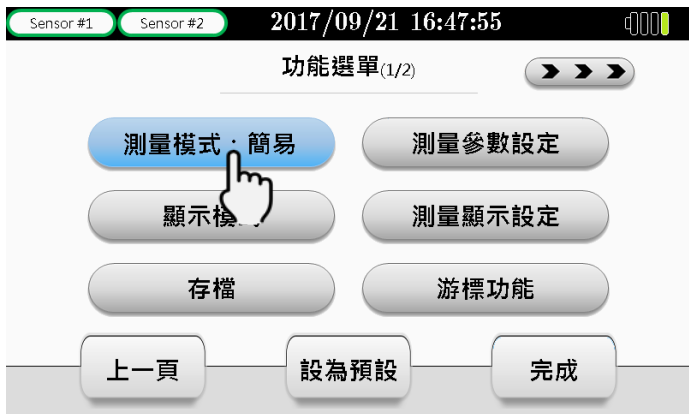 Sensor #1 Sensor #2 2017/09/21 16:47:55
功能選單(1/2)
測量模式：簡易 測量參數設定
顯示模 測量顯示設定
存檔 游標功能
上一頁 設為預設 完成